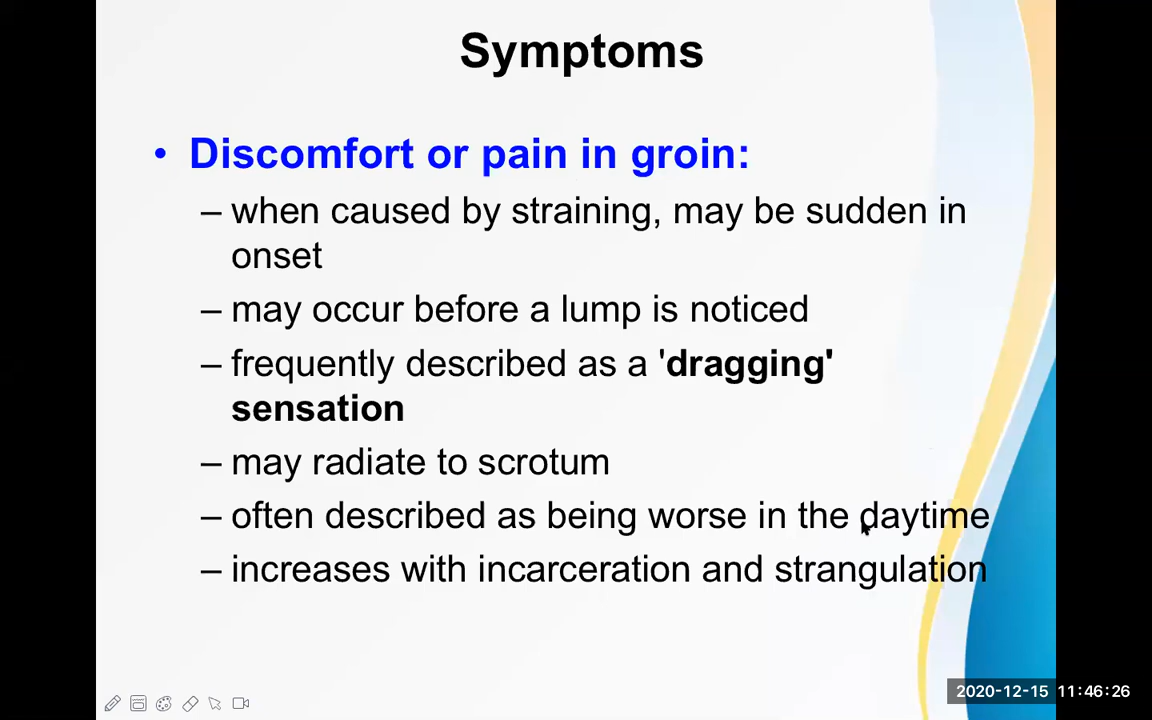 Symptoms
• Discomfort or pain in groin:
– when caused by straining, may be sudden in
onset
– may occur before a lump is noticed
– frequently described as a 'dragging'
sensation
– may radiate to scrotum
– often described as being worse in the daytime
– increases with incarceration and strangulation
2020-12-15 11:46:26